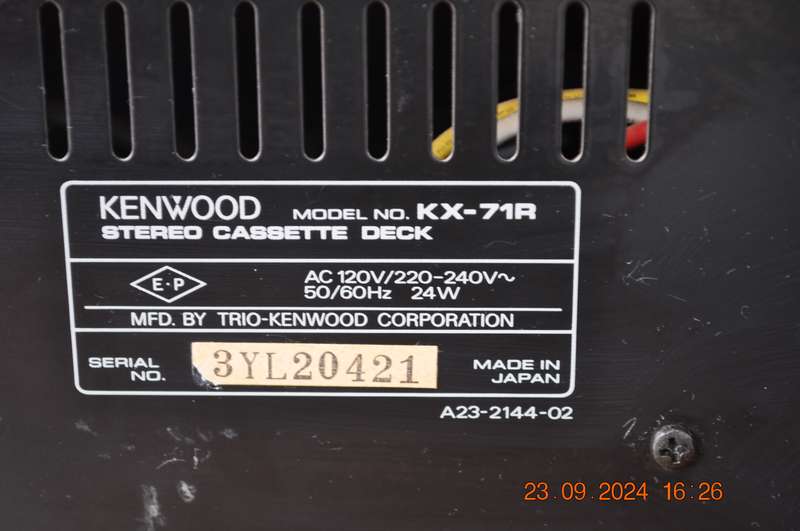 KENWOOD MODEL NO. KX-71R
STEREO CASSETTE DECK
E·P
AC 120V/220-240V~
50/60Hz 24W
MFD. BY TRIO-KENWOOD CORPORATION
SERIAL NO. 3YL20421
MADE IN JAPAN
A23-2144-02
23.09.2024 16:26